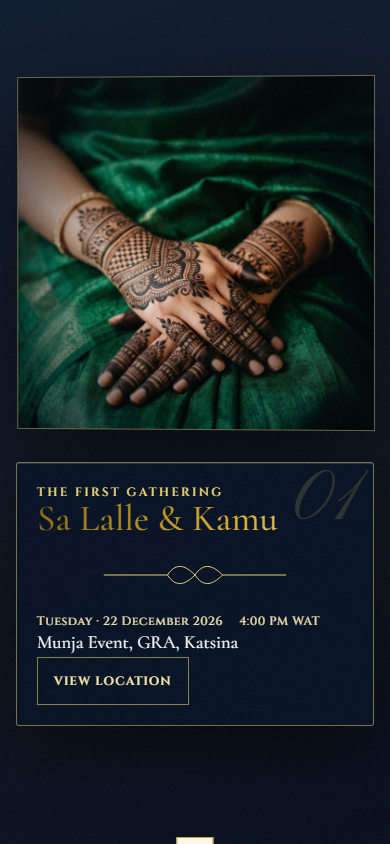 THE FIRST GATHERING
01
Sa Lalle & Kamu
Tuesday · 22 December 2026 4:00 PM WAT
Munja Event, GRA, Katsina
VIEW LOCATION